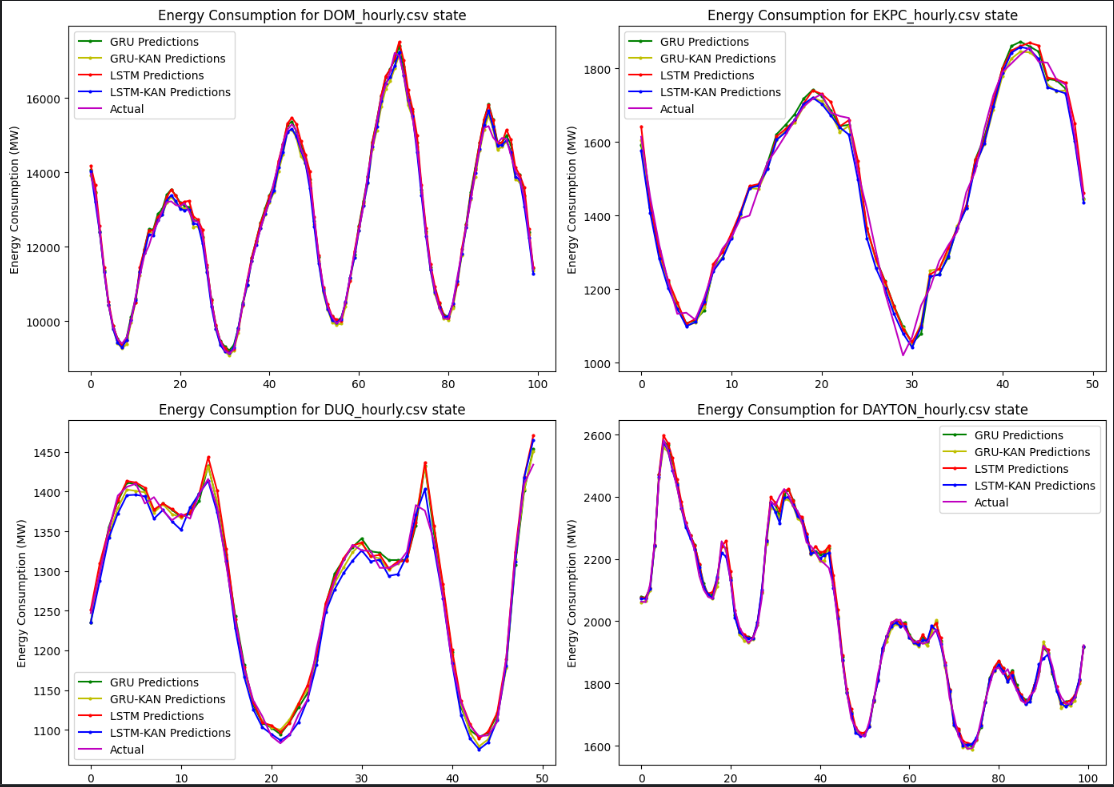 Energy Consumption for DOM_hourly.csv state
Energy Consumption (MW)
16000
14000
12000
10000
GRU Predictions
GRU-KAN Predictions
LSTM Predictions
LSTM-KAN Predictions
Actual
0 20 40 60 80 100
Energy Consumption for EKPC_hourly.csv state
Energy Consumption (MW)
1800
1600
1400
1200
1000
GRU Predictions
GRU-KAN Predictions
LSTM Predictions
LSTM-KAN Predictions
Actual
0 10 20 30 40 50
Energy Consumption for DUQ_hourly.csv state
Energy Consumption (MW)
1450
1400
1350
1300
1250
1200
1150
1100
GRU Predictions
GRU-KAN Predictions
LSTM Predictions
LSTM-KAN Predictions
Actual
0 10 20 30 40 50
Energy Consumption for DAYTON_hourly.csv state
Energy Consumption (MW)
2600
2400
2200
2000
1800
1600
GRU Predictions
GRU-KAN Predictions
LSTM Predictions
LSTM-KAN Predictions
Actual
0 20 40 60 80 100